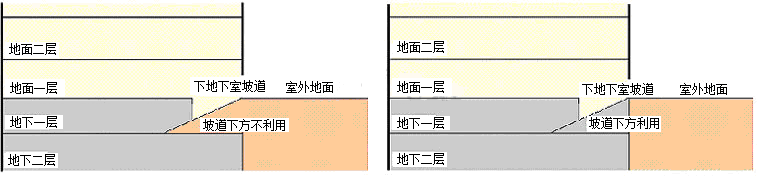 地面二层
地面一层
下地下室坡道
室外地面
地下一层
坡道下方不利用
地下二层
地面二层
地面一层
下地下室坡道
室外地面
地下一层
坡道下方利用
地下二层